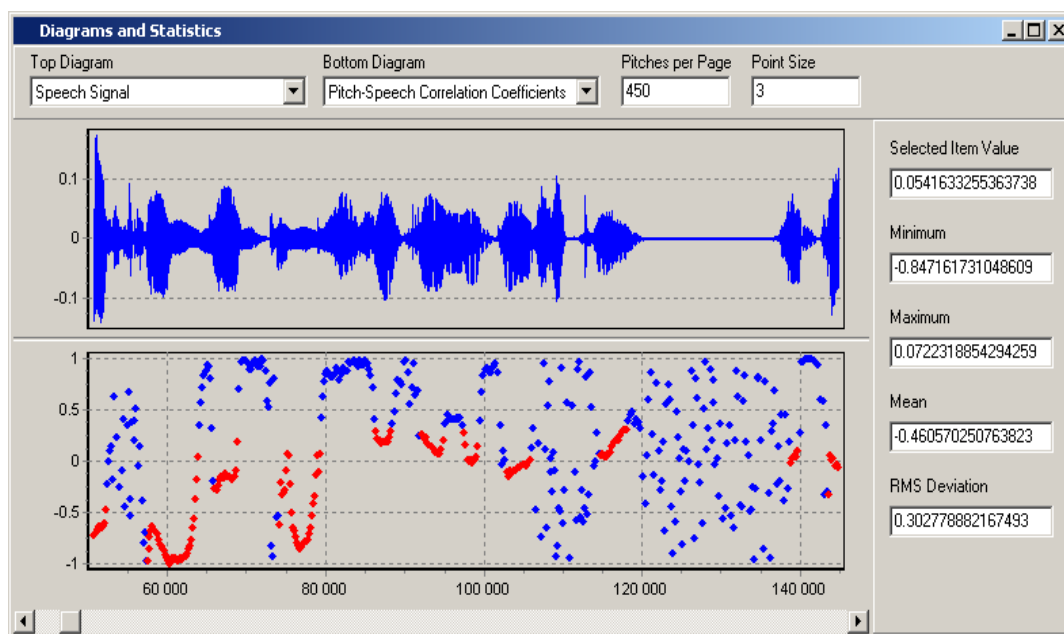 Diagrams and Statistics
Top Diagram
Bottom Diagram
Pitches per Page
Point Size
Speech Signal
Pitch-Speech Correlation Coefficients
450
3
0.1
0
-0.1
1
0.5
0
-0.5
-1
60 000
80 000
100 000
120 000
140 000
Selected Item Value
0.0541633255363738
Minimum
-0.847161731048609
Maximum
0.0722318854294259
Mean
-0.460570250763823
RMS Deviation
0.302778882167493